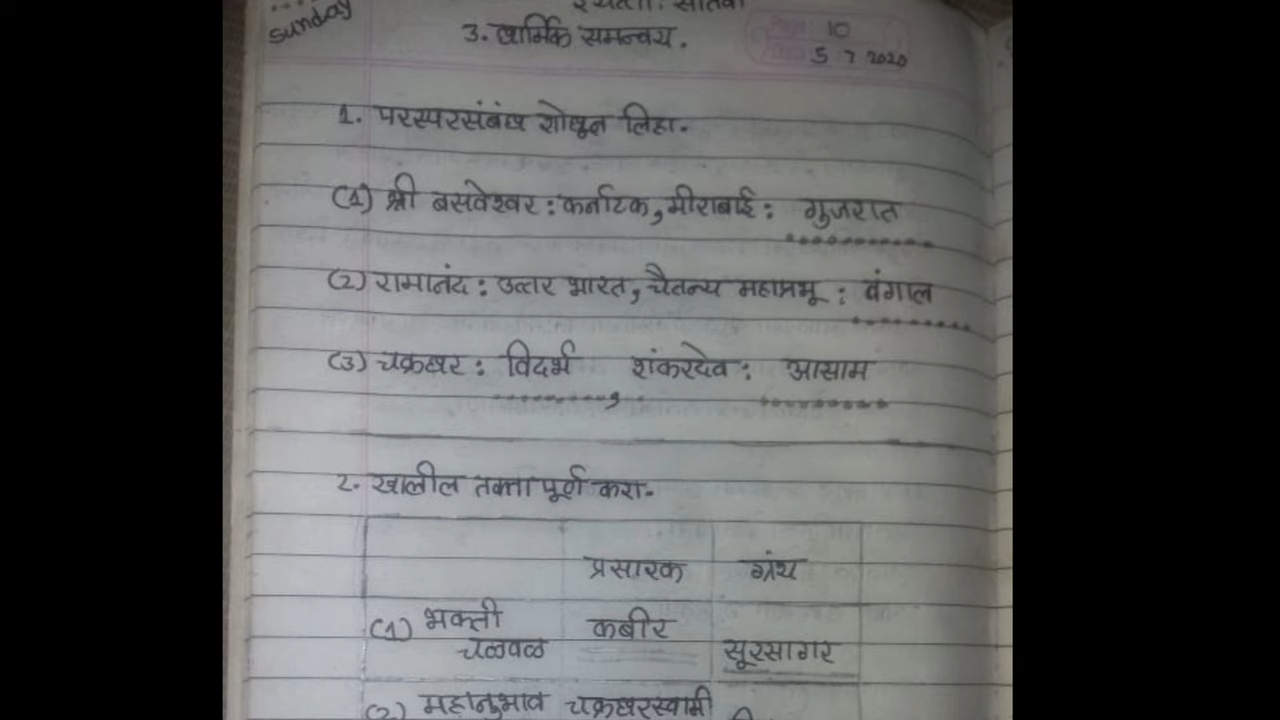 sunday
इयत्ता: सातवी
3. धार्मिक समन्वय.
10
5 7 2020
1. परस्परसंबंध शोधून लिहा.
(1) श्री बसवेश्वर : कर्नाटक, मीराबाई : गुजरात
(2) रामानंद : उत्तर भारत, चैतन्य महाप्रभू : बंगाल
(3) चक्रधर : विदर्भ, शंकरदेव : आसाम
2. खालील तक्ता पूर्ण करा.
प्रसारक ग्रंथ
(1) भक्ती चळवळ कबीर सूरसागर
(2) महानुभाव चक्रधरस्वामी